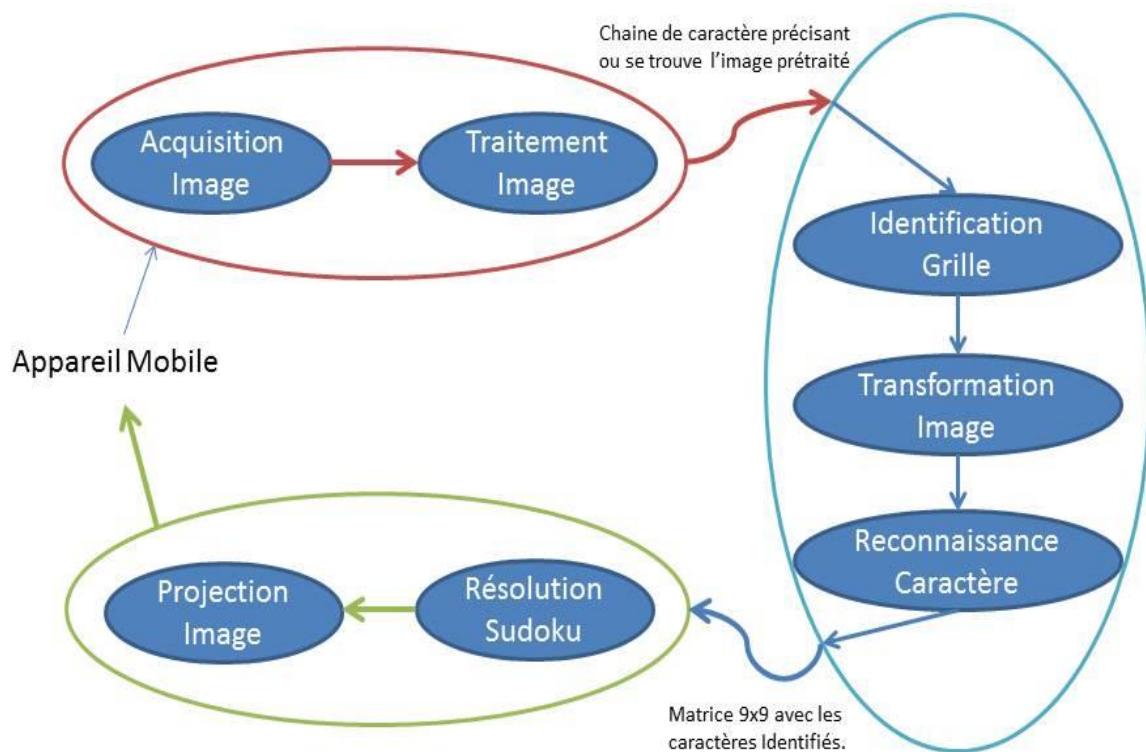 Chaine de caractère précisant
ou se trouve l'image prétraité
Acquisition
Image
Traitement
Image
Identification
Grille
Transformation
Image
Reconnaissance
Caractère
Appareil Mobile
Projection
Image
Résolution
Sudoku
Matrice 9x9 avec les
caractères Identifiés.